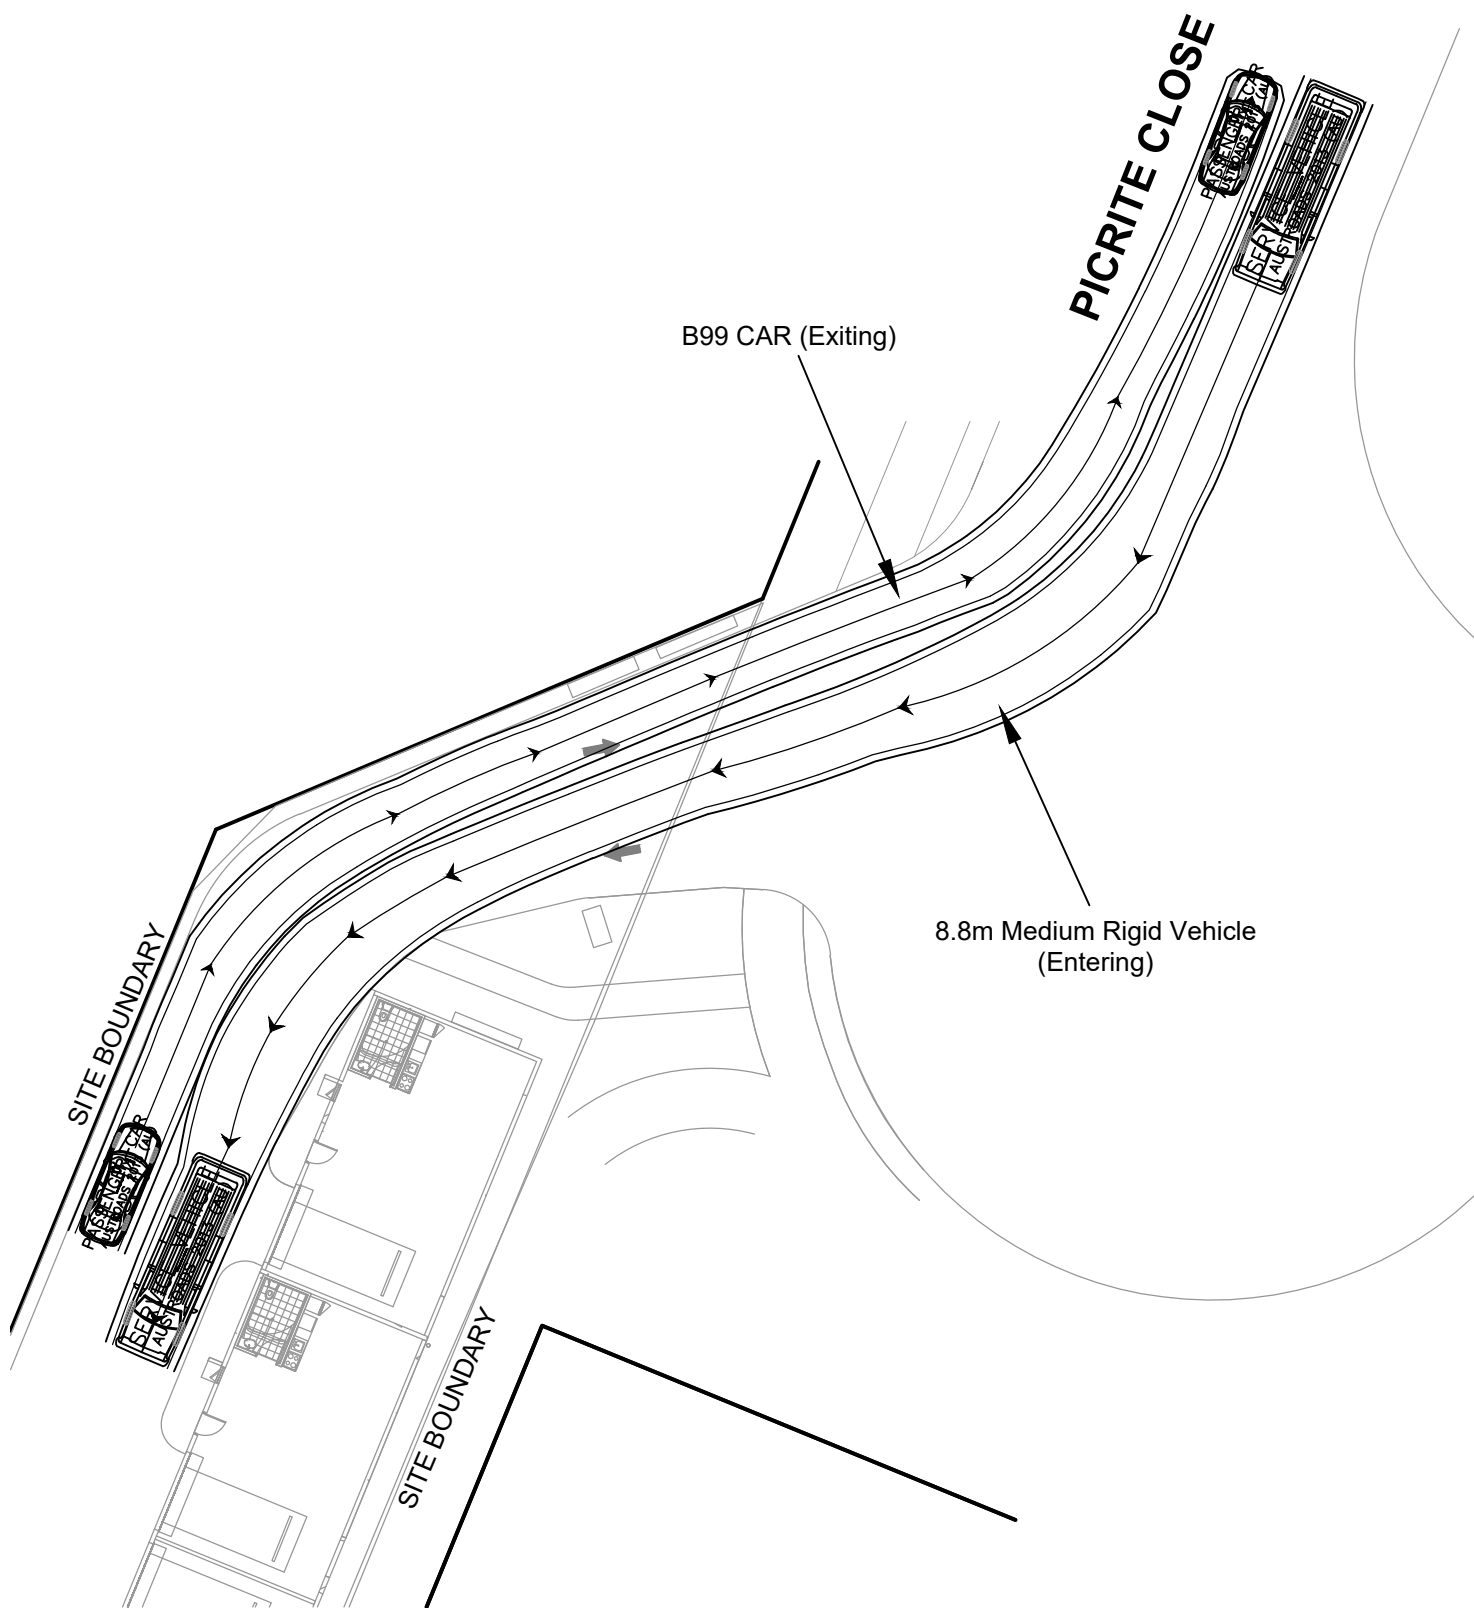 PICRITE CLOSE
B99 CAR (Exiting)
8.8m Medium Rigid Vehicle
(Entering)
SITE BOUNDARY
SITE BOUNDARY